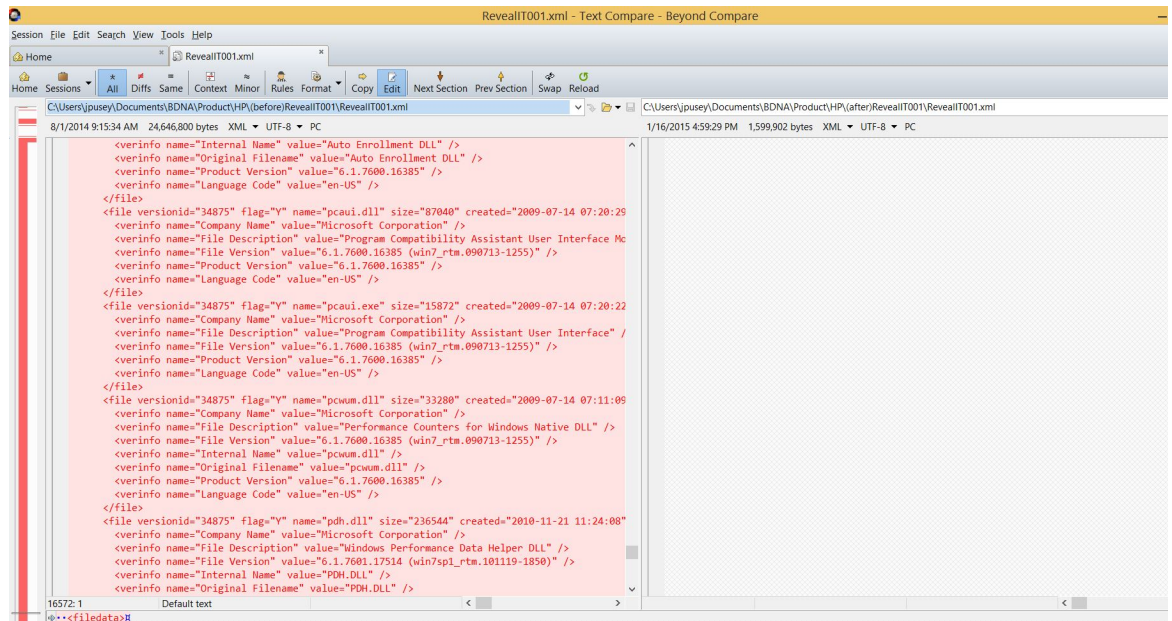 RevealIT001.xml - Text Compare - Beyond Compare
Session File Edit Search View Tools Help
Home RevealIT001.xml
Home Sessions All Diffs Same Context Minor Rules Format Copy Edit Next Section Prev Section Swap Reload
C:\Users\jpusey\Documents\BDNA\Product\HP\(before)RevealIT001\RevealIT001.xml C:\Users\jpusey\Documents\BDNA\Product\HP\(after)RevealIT001\RevealIT001.xml
8/1/2014 9:15:34 AM 24,646,800 bytes XML UTF-8 PC 1/16/2015 4:59:29 PM 1,599,902 bytes XML UTF-8 PC
<verinfo name="Internal Name" value="Auto Enrollment DLL" />
<verinfo name="Original Filename" value="Auto Enrollment DLL" />
<verinfo name="Product Version" value="6.1.7600.16385" />
<verinfo name="Language Code" value="en-US" />
</file>
<file versionid="34875" flag="Y" name="pcaui.dll" size="87040" created="2009-07-14 07:20:29
<verinfo name="Company Name" value="Microsoft Corporation" />
<verinfo name="File Description" value="Program Compatibility Assistant User Interface Mo
<verinfo name="File Version" value="6.1.7600.16385 (win7_rtm.090713-1255)" />
<verinfo name="Product Version" value="6.1.7600.16385" />
<verinfo name="Language Code" value="en-US" />
</file>
<file versionid="34875" flag="Y" name="pcaui.exe" size="15872" created="2009-07-14 07:20:22
<verinfo name="Company Name" value="Microsoft Corporation" />
<verinfo name="File Description" value="Program Compatibility Assistant User Interface" /
<verinfo name="File Version" value="6.1.7600.16385 (win7_rtm.090713-1255)" />
<verinfo name="Product Version" value="6.1.7600.16385" />
<verinfo name="Language Code" value="en-US" />
</file>
<file versionid="34875" flag="Y" name="pcwum.dll" size="33280" created="2009-07-14 07:11:09
<verinfo name="Company Name" value="Microsoft Corporation" />
<verinfo name="File Description" value="Performance Counters for Windows Native DLL" />
<verinfo name="File Version" value="6.1.7600.16385 (win7_rtm.090713-1255)" />
<verinfo name="Internal Name" value="pcwum.dll" />
<verinfo name="Original Filename" value="pcwum.dll" />
<verinfo name="Product Version" value="6.1.7600.16385" />
<verinfo name="Language Code" value="en-US" />
</file>
<file versionid="34875" flag="Y" name="pdh.dll" size="236544" created="2010-11-21 11:24:08"
<verinfo name="Company Name" value="Microsoft Corporation" />
<verinfo name="File Description" value="Windows Performance Data Helper DLL" />
<verinfo name="File Version" value="6.1.7601.17514 (win7sp1_rtm.101119-1850)" />
<verinfo name="Internal Name" value="PDH.DLL" />
<verinfo name="Original Filename" value="PDH.DLL" />
16572: 1 Default text
<filedata>¤